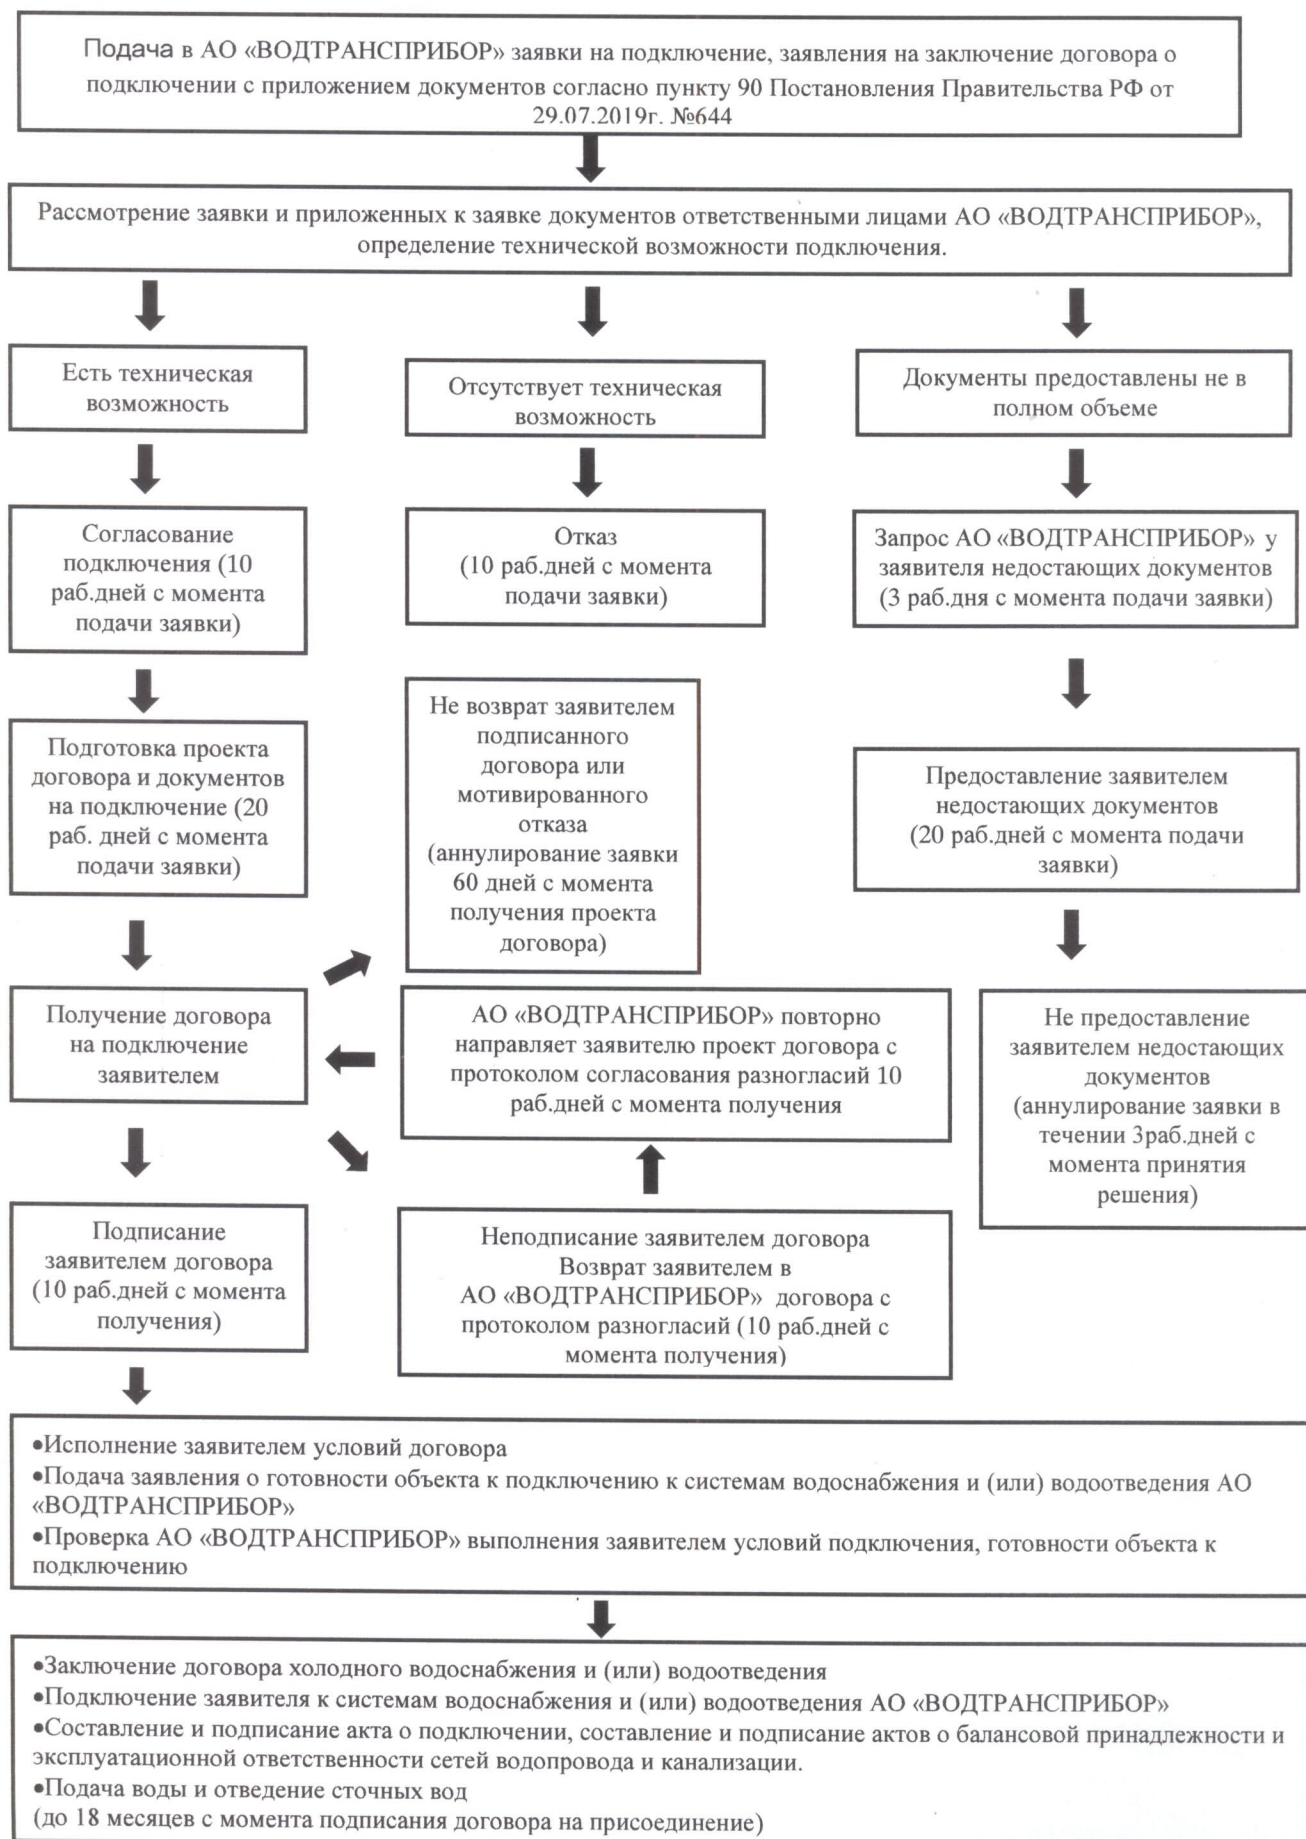 Подача в АО «ВОДТРАНСПРИБОР» заявки на подключение, заявления на заключение договора о
подключении с приложением документов согласно пункту 90 Постановления Правительства РФ от
29.07.2019г. №644
Рассмотрение заявки и приложенных к заявке документов ответственными лицами АО «ВОДТРАНСПРИБОР»,
определение технической возможности подключения.
Есть техническая
возможность
Отсутствует техническая
возможность
Документы предоставлены не в
полном объеме
Согласование
подключения (10
раб.дней с момента
подачи заявки)
Отказ
(10 раб.дней с момента
подачи заявки)
Запрос АО «ВОДТРАНСПРИБОР» у
заявителя недостающих документов
(3 раб.дня с момента подачи заявки)
Подготовка проекта
договора и документов
на подключение (20
раб. дней с момента
подачи заявки)
Не возврат заявителем
подписанного
договора или
мотивированного
отказа
(аннулирование заявки
60 дней с момента
получения проекта
договора)
Предоставление заявителем
недостающих документов
(20 раб.дней с момента подачи
заявки)
Получение договора
на подключение
заявителем
АО «ВОДТРАНСПРИБОР» повторно
направляет заявителю проект договора с
протоколом согласования разногласий 10
раб.дней с момента получения
Не предоставление
заявителем недостающих
документов
(аннулирование заявки в
течении 3раб.дней с
момента принятия
решения)
Подписание
заявителем договора
(10 раб.дней с момента
получения)
Неподписание заявителем договора
Возврат заявителем в
АО «ВОДТРАНСПРИБОР» договора с
протоколом разногласий (10 раб.дней с
момента получения)
•Исполнение заявителем условий договора
•Подача заявления о готовности объекта к подключению к системам водоснабжения и (или) водоотведения АО
«ВОДТРАНСПРИБОР»
•Проверка АО «ВОДТРАНСПРИБОР» выполнения заявителем условий подключения, готовности объекта к
подключению
•Заключение договора холодного водоснабжения и (или) водоотведения
•Подключение заявителя к системам водоснабжения и (или) водоотведения АО «ВОДТРАНСПРИБОР»
•Составление и подписание акта о подключении, составление и подписание актов о балансовой принадлежности и
эксплуатационной ответственности сетей водопровода и канализации.
•Подача воды и отведение сточных вод
(до 18 месяцев с момента подписания договора на присоединение)